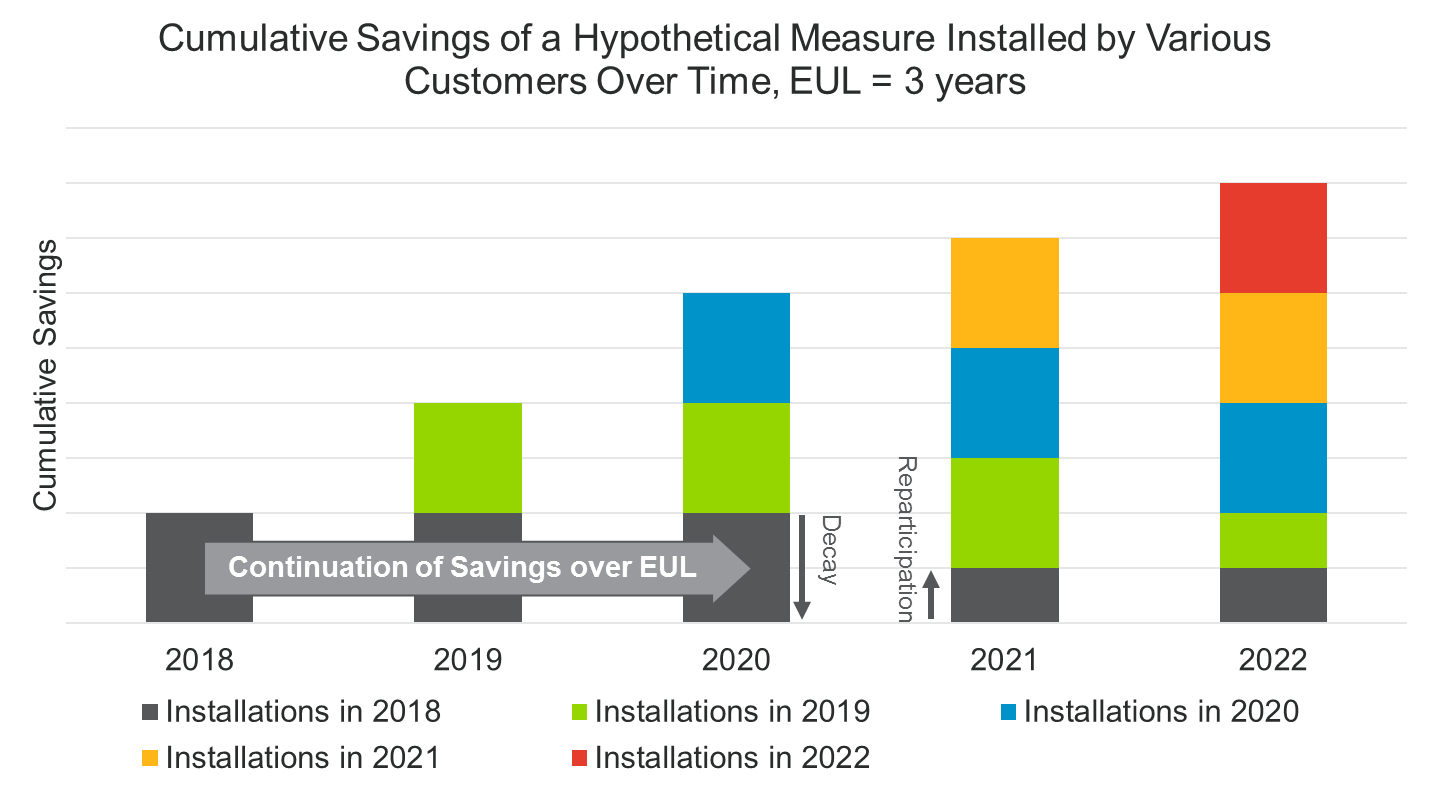 Cumulative Savings of a Hypothetical Measure Installed by Various
Customers Over Time, EUL = 3 years
Cumulative Savings
Continuation of Savings over EUL
Decay
Reparticipation
2018
2019
2020
2021
2022
Installations in 2018
Installations in 2019
Installations in 2020
Installations in 2021
Installations in 2022